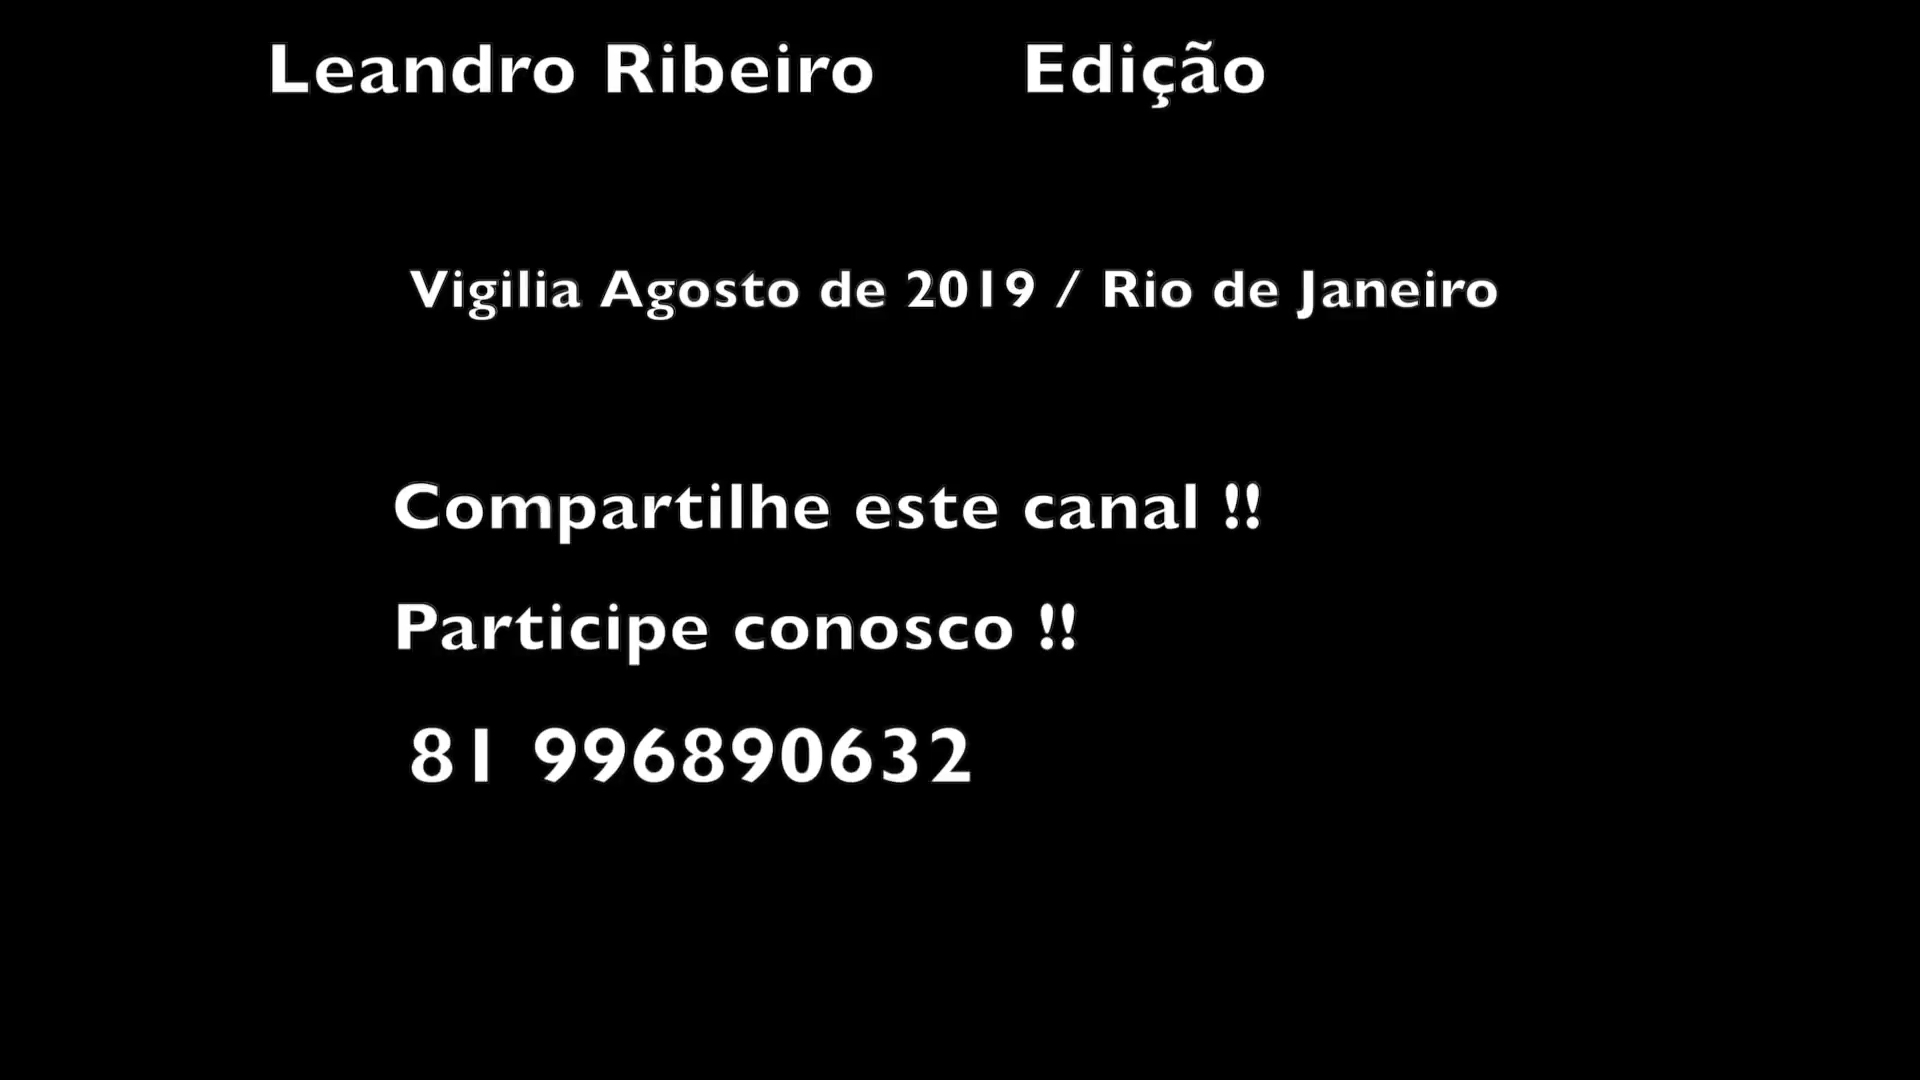 Leandro Ribeiro Edição
Vigilia Agosto de 2019 / Rio de Janeiro
Compartilhe este canal !!
Participe conosco !!
81 996890632